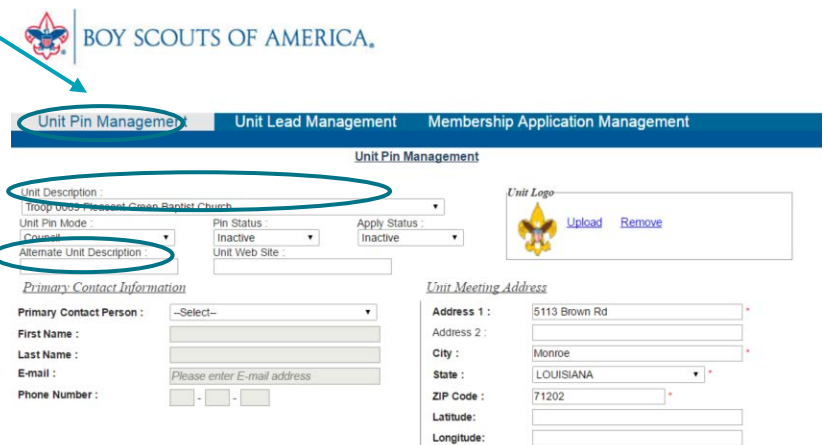 BOY SCOUTS OF AMERICA®
Unit Pin Management Unit Lead Management Membership Application Management
Unit Pin Management
Unit Description :
Troop 0063 Pleasant Green Baptist Church
Unit Logo
Upload Remove
Unit Pin Mode : Pin Status : Apply Status :
Council Inactive Inactive
Alternate Unit Description : Unit Web Site :
Primary Contact Information Unit Meeting Address
Primary Contact Person : --Select-- Address 1 : 5113 Brown Rd *
First Name : Address 2 :
Last Name : City : Monroe *
E-mail : Please enter E-mail address State : LOUISIANA *
Phone Number : - - ZIP Code : 71202 *
Latitude:
Longitude: